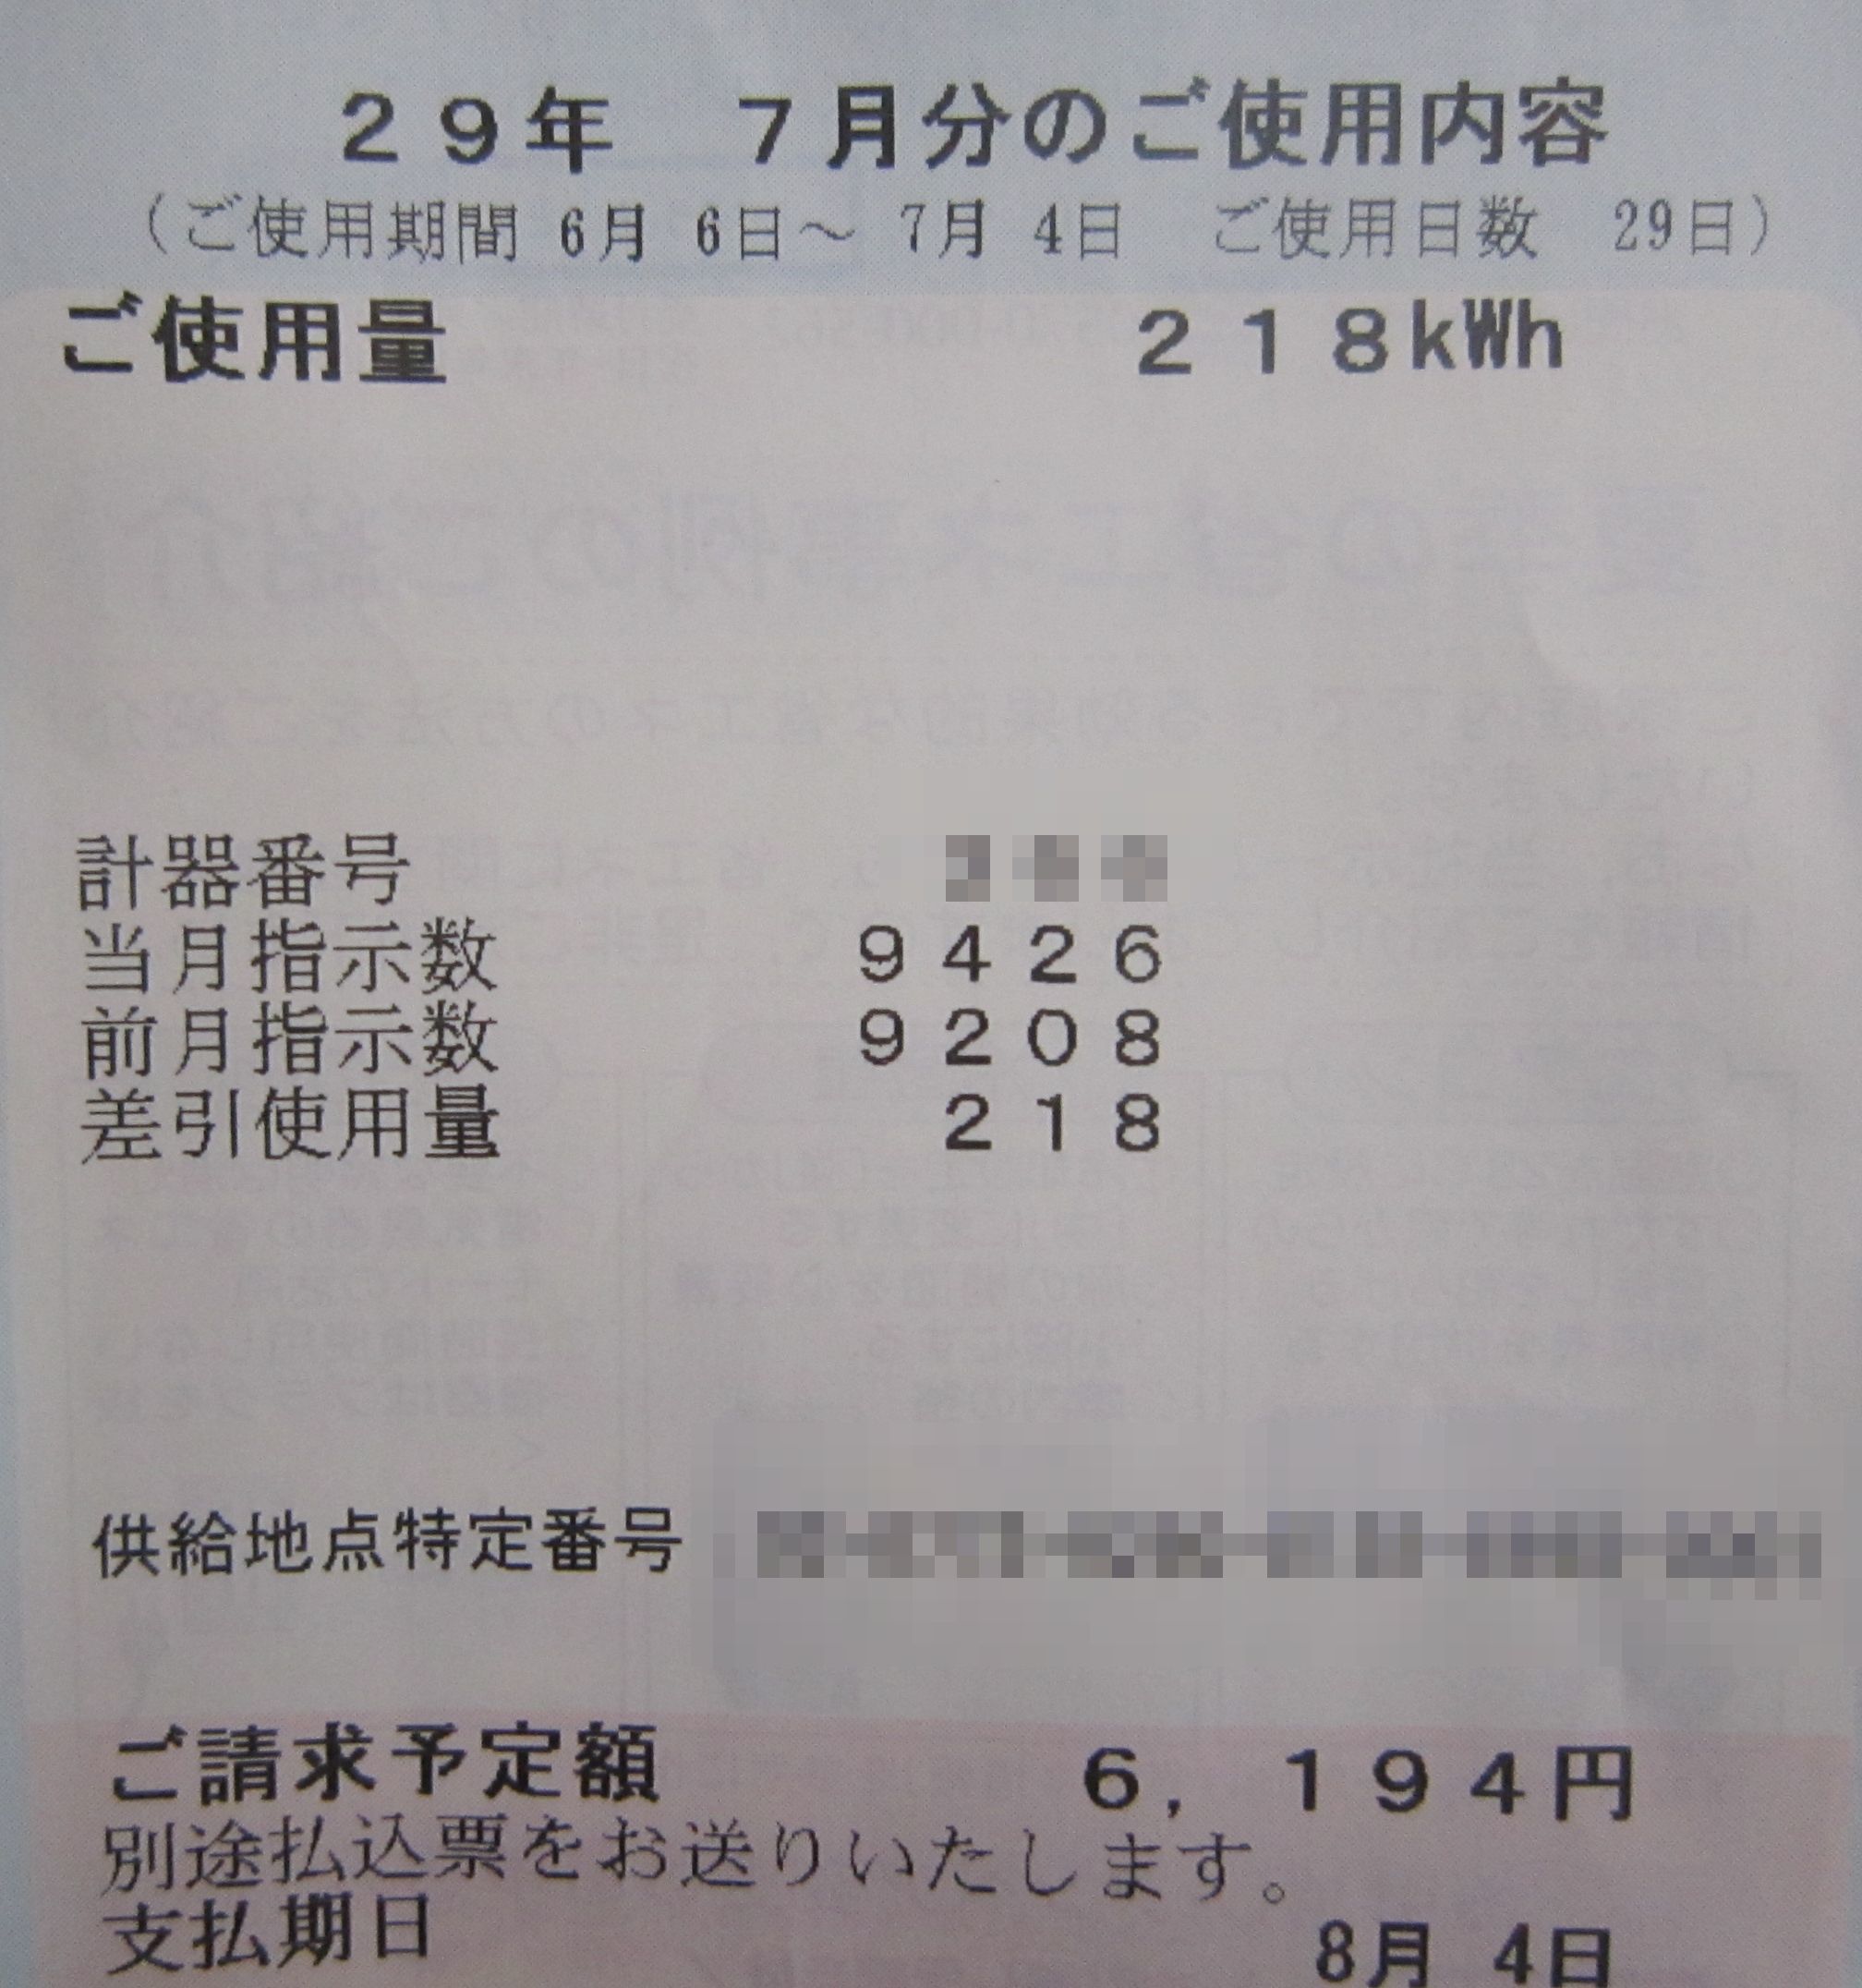 29年 7月分のご使用内容
(ご使用期間 6月 6日～ 7月 4日 ご使用日数 29日)
ご使用量 218kWh
計器番号
当月指示数 9426
前月指示数 9208
差引使用量 218
供給地点特定番号
ご請求予定額 6,194円
別途払込票をお送りいたします。
支払期日 8月 4日